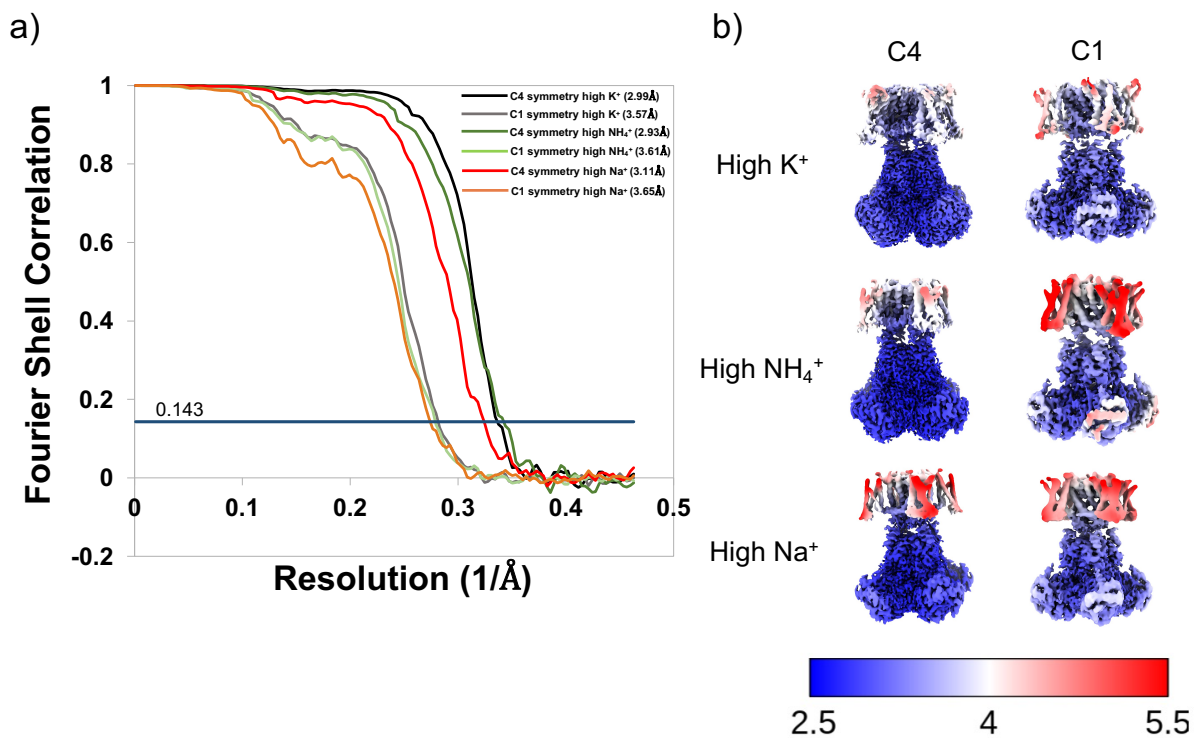 a)
Fourier Shell Correlation
1
0.8
0.6
0.4
0.2
0
-0.2
0.143
C4 symmetry high K⁺ (2.99Å)
C1 symmetry high K⁺ (3.57Å)
C4 symmetry high NH₄⁺ (2.93Å)
C1 symmetry high NH₄⁺ (3.61Å)
C4 symmetry high Na⁺ (3.11Å)
C1 symmetry high Na⁺ (3.65Å)
0 0.1 0.2 0.3 0.4 0.5
Resolution (1/Å)
b)
C4 C1
High K⁺
High NH₄⁺
High Na⁺
2.5 4 5.5